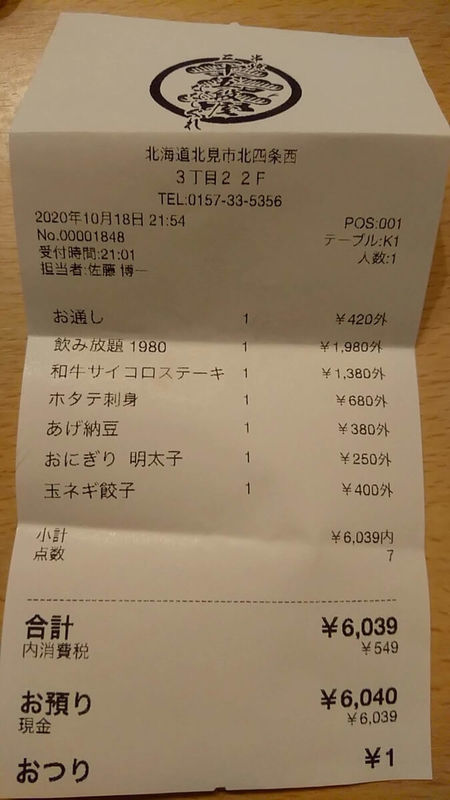 北海道北見市北四条西
3丁目2 2F
TEL:0157-33-5356
2020年10月18日 21:54 POS:001
No.00001848 テーブル:K1
受付時間:21:01 人数:1
担当者:佐藤 博一
お通し 1 ¥420外
飲み放題 1980 1 ¥1,980外
和牛サイコロステーキ 1 ¥1,380外
ホタテ刺身 1 ¥680外
あげ納豆 1 ¥380外
おにぎり 明太子 1 ¥250外
玉ネギ餃子 1 ¥400外
小計 ¥6,039内
点数 7
合計 ¥6,039
内消費税 ¥549
お預り ¥6,040
現金 ¥6,039
おつり ¥1